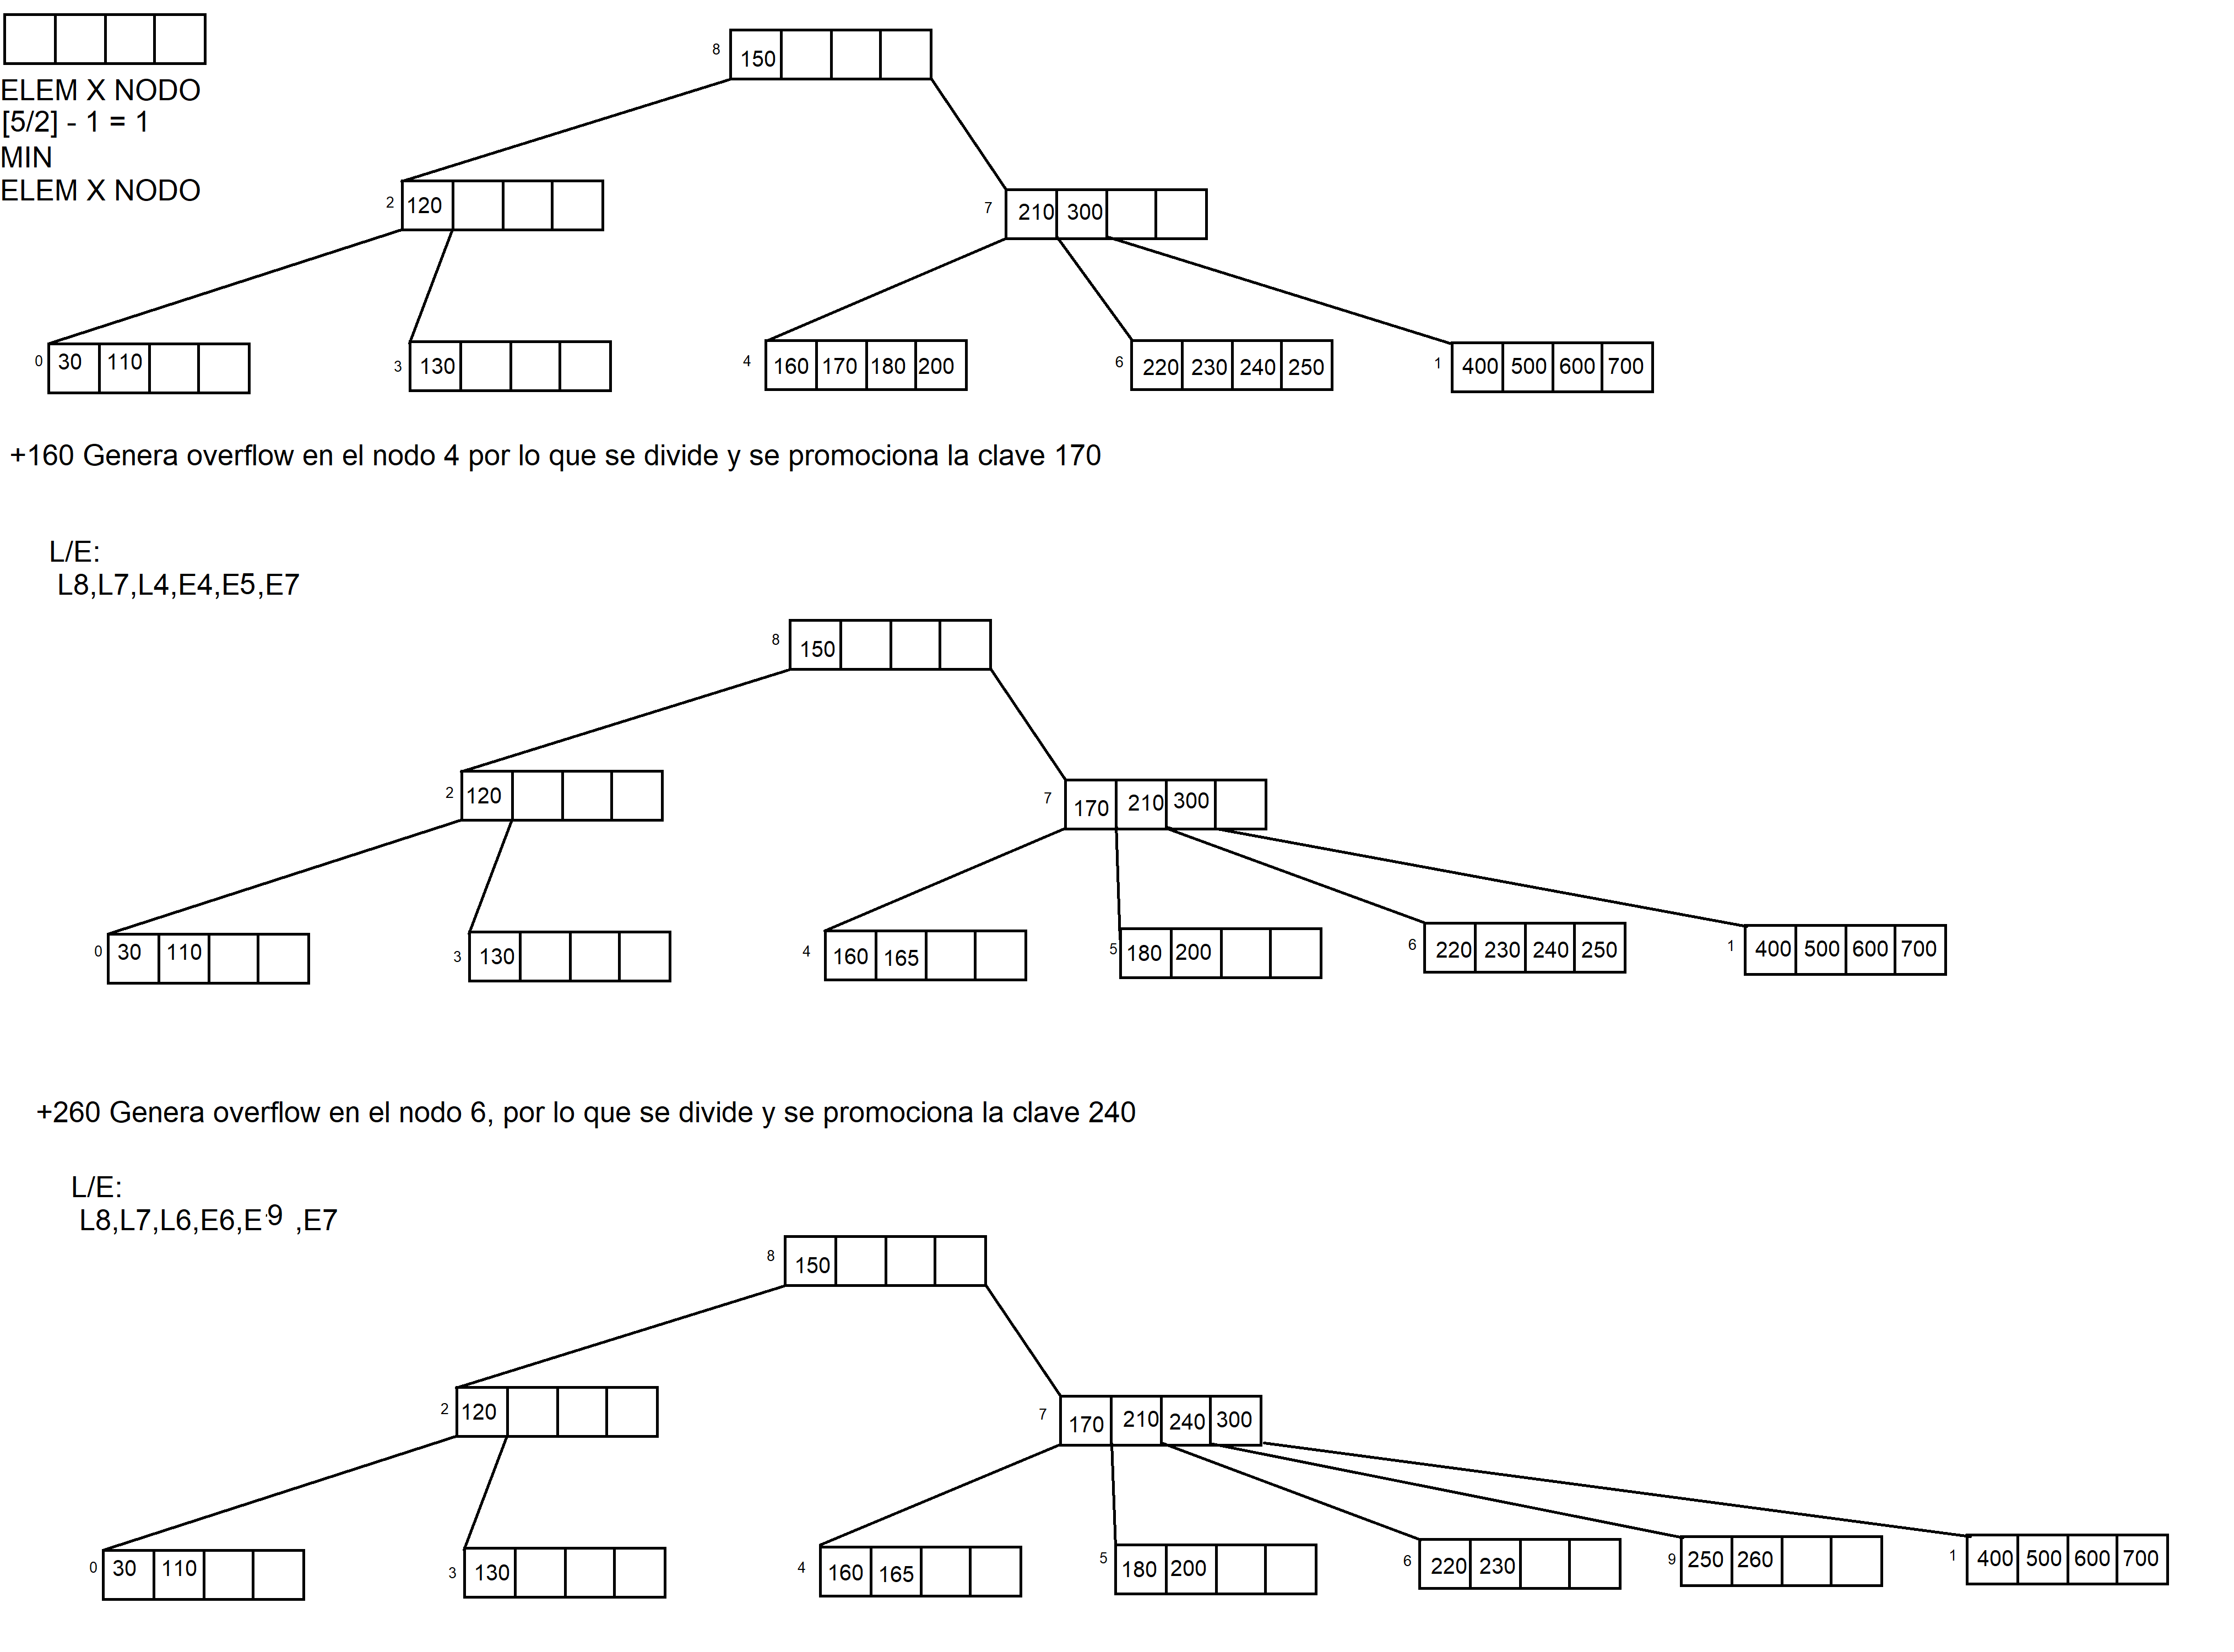 ELEM X NODO
[5/2] - 1 = 1
MIN
ELEM X NODO
8 150
2 120
7 210 300
0 30 110
3 130
4 160 170 180 200
6 220 230 240 250
1 400 500 600 700
+160 Genera overflow en el nodo 4 por lo que se divide y se promociona la clave 170
L/E:
L8,L7,L4,E4,E5,E7
8 150
2 120
7 170 210 300
0 30 110
3 130
4 160 165
5 180 200
6 220 230 240 250
1 400 500 600 700
+260 Genera overflow en el nodo 6, por lo que se divide y se promociona la clave 240
L/E:
L8,L7,L6,E6,E9 ,E7
8 150
2 120
7 170 210 240 300
0 30 110
3 130
4 160 165
5 180 200
6 220 230
9 250 260
1 400 500 600 700